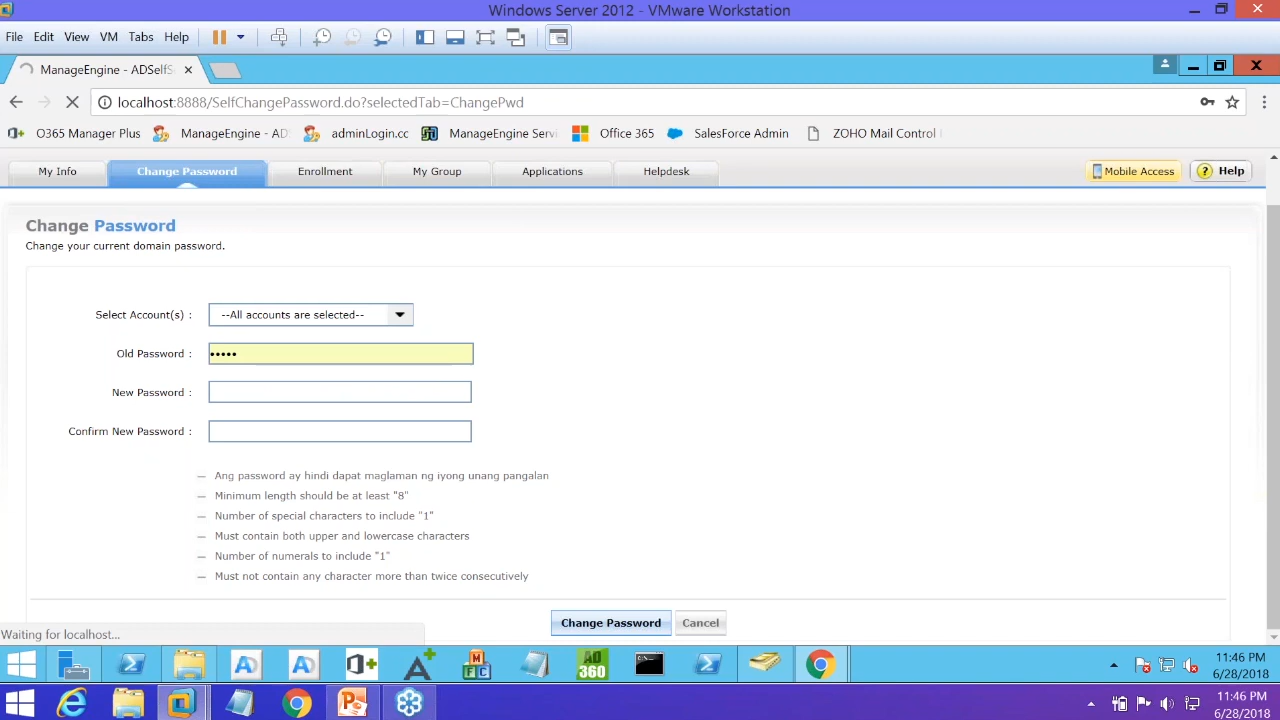 Windows Server 2012 - VMware Workstation
File Edit View VM Tabs Help
ManageEngine - ADSelfS
localhost:8888/SelfChangePassword.do?selectedTab=ChangePwd
O365 Manager Plus ManageEngine - AD adminLogin.cc ManageEngine Servi Office 365 SalesForce Admin ZOHO Mail Control
My Info Change Password Enrollment My Group Applications Helpdesk Mobile Access ? Help
Change Password
Change your current domain password.
Select Account(s) : --All accounts are selected--
Old Password : •••••
New Password :
Confirm New Password :
— Ang password ay hindi dapat maglaman ng iyong unang pangalan
— Minimum length should be at least "8"
— Number of special characters to include "1"
— Must contain both upper and lowercase characters
— Number of numerals to include "1"
— Must not contain any character more than twice consecutively
Change Password Cancel
Waiting for localhost...
AD 360
11:46 PM
6/28/2018
11:46 PM
6/28/2018